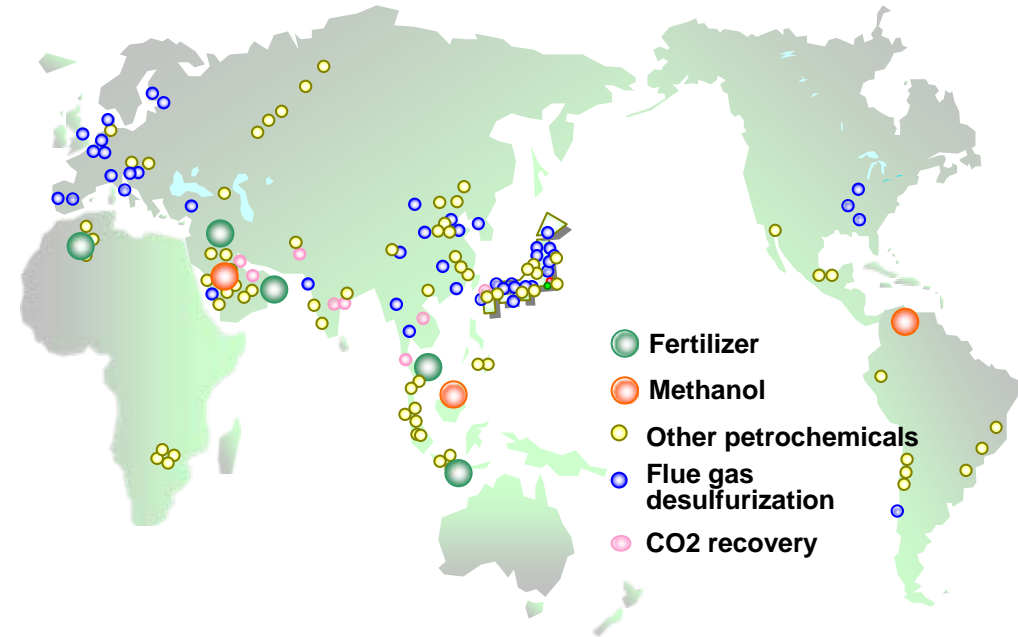 Fertilizer
Methanol
Other petrochemicals
Flue gas
desulfurization
CO2 recovery